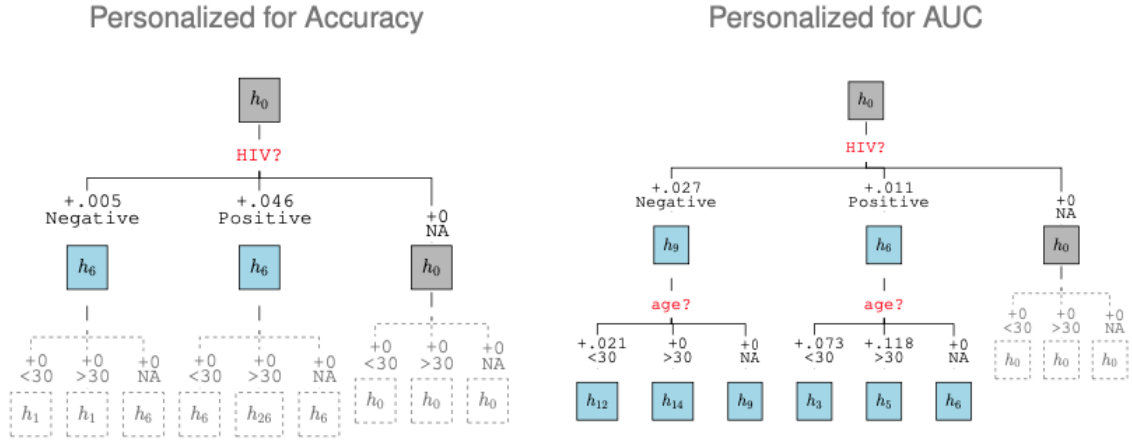 Personalized for Accuracy
h0
HIV?
+.005
Negative
+.046
Positive
+0
NA
h6
h6
h0
+0
<30
+0
>30
+0
NA
+0
<30
+0
>30
+0
NA
+0
<30
+0
>30
+0
NA
h1
h1
h6
h6
h26
h6
h0
h0
h0
Personalized for AUC
h0
HIV?
+.027
Negative
+.011
Positive
+0
NA
h9
h6
h0
age?
age?
+.021
<30
+0
>30
+0
NA
+.073
<30
+.118
>30
+0
NA
+0
<30
+0
>30
+0
NA
h12
h14
h9
h3
h5
h6
h0
h0
h0